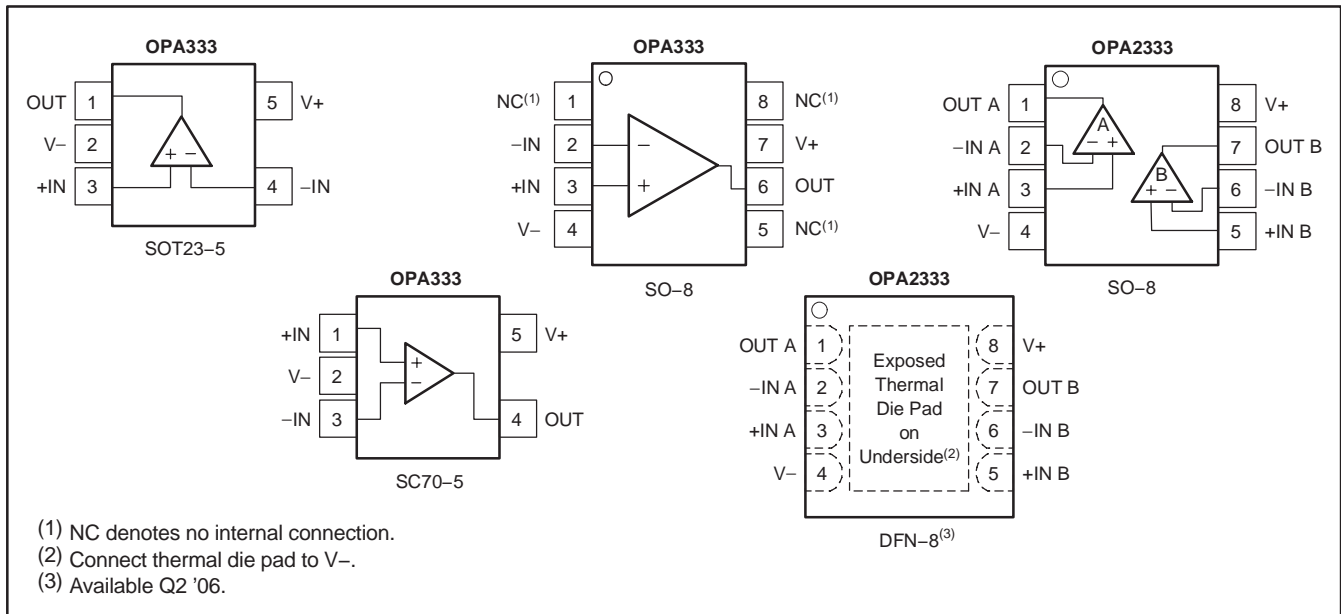 OPA333
OUT 1
V− 2
+IN 3
5 V+
4 −IN
+ −
SOT23−5
OPA333
NC(1) 1
−IN 2
+IN 3
V− 4
8 NC(1)
7 V+
6 OUT
5 NC(1)
−
+
SO−8
OPA2333
OUT A 1
−IN A 2
+IN A 3
V− 4
8 V+
7 OUT B
6 −IN B
5 +IN B
A
− +
B
+ −
SO−8
OPA333
+IN 1
V− 2
−IN 3
5 V+
4 OUT
+
−
SC70−5
OPA2333
OUT A 1
−IN A 2
+IN A 3
V− 4
Exposed
Thermal
Die Pad
on
Underside(2)
8 V+
7 OUT B
6 −IN B
5 +IN B
DFN−8(3)
(1) NC denotes no internal connection.
(2) Connect thermal die pad to V−.
(3) Available Q2 '06.